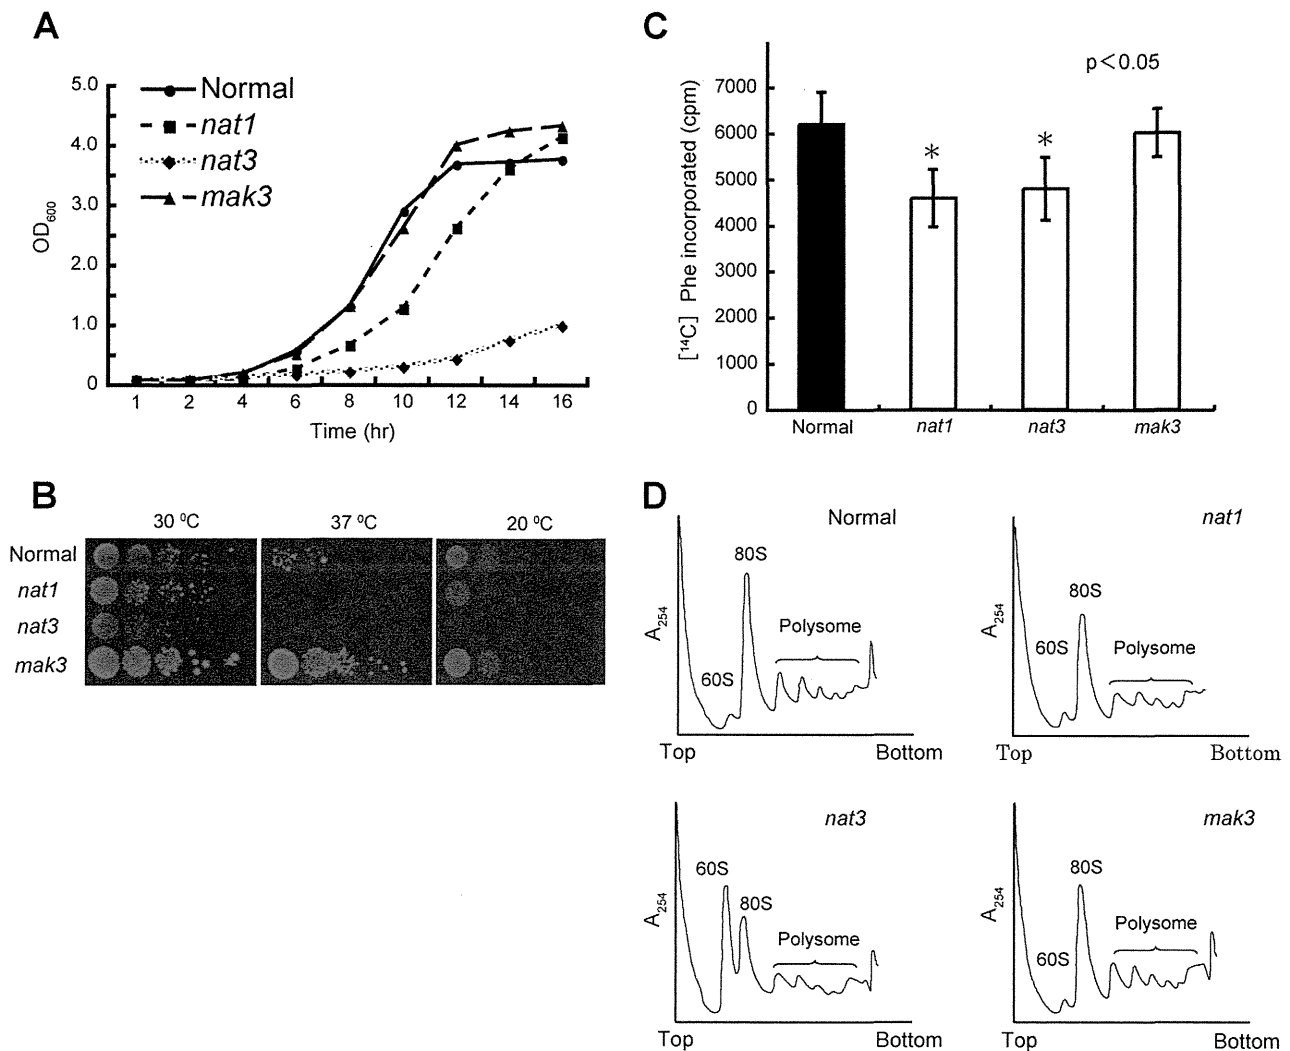 A
5.0
4.0
3.0
2.0
1.0
0
OD600
Normal
nat1
nat3
mak3
1 2 4 6 8 10 12 14 16
Time (hr)
C
p<0.05
7000
6000
5000
4000
3000
2000
1000
0
[14C] Phe incorporated (cpm)
* *
Normal nat1 nat3 mak3
B
30 ºC 37 ºC 20 ºC
Normal
nat1
nat3
mak3
D
Normal
80S
Polysome
60S
A254
Top Bottom
nat1
80S
60S
Polysome
A254
Top Bottom
nat3
60S
80S
Polysome
A254
Top Bottom
mak3
80S
Polysome
60S
A254
Top Bottom